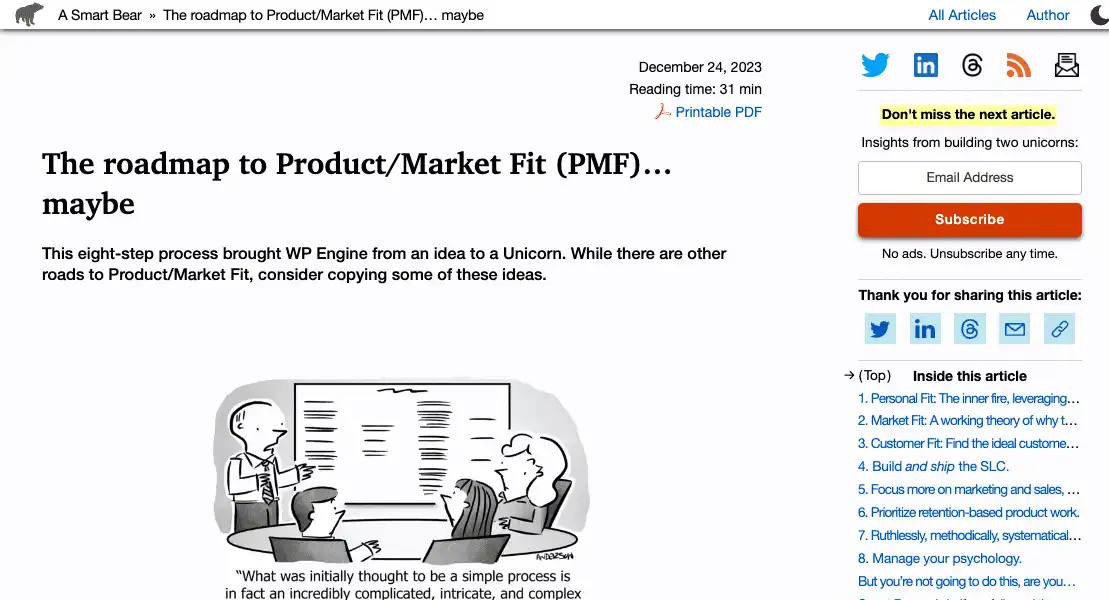 A Smart Bear » The roadmap to Product/Market Fit (PMF)… maybe
All Articles
Author
December 24, 2023
Reading time: 31 min
Printable PDF
The roadmap to Product/Market Fit (PMF)…
maybe
This eight-step process brought WP Engine from an idea to a Unicorn. While there are other
roads to Product/Market Fit, consider copying some of these ideas.
ANDERSON
“What was initially thought to be a simple process is
in fact an incredibly complicated, intricate, and complex
Don't miss the next article.
Insights from building two unicorns:
Email Address
Subscribe
No ads. Unsubscribe any time.
Thank you for sharing this article:
→ (Top)
Inside this article
1. Personal Fit: The inner fire, leveraging…
2. Market Fit: A working theory of why t…
3. Customer Fit: Find the ideal custome…
4. Build and ship the SLC.
5. Focus more on marketing and sales, …
6. Prioritize retention-based product work.
7. Ruthlessly, methodically, systematical…
8. Manage your psychology.
But you’re not going to do this, are you…